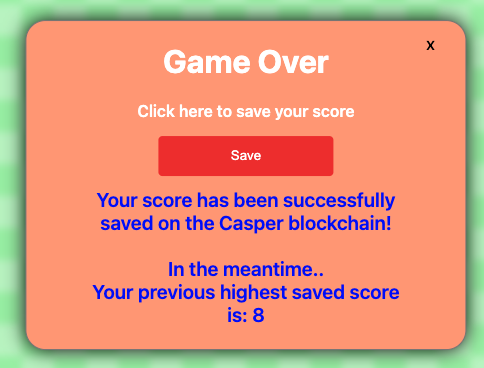 X
Game Over
Click here to save your score
Save
Your score has been successfully
saved on the Casper blockchain!
In the meantime..
Your previous highest saved score
is: 8